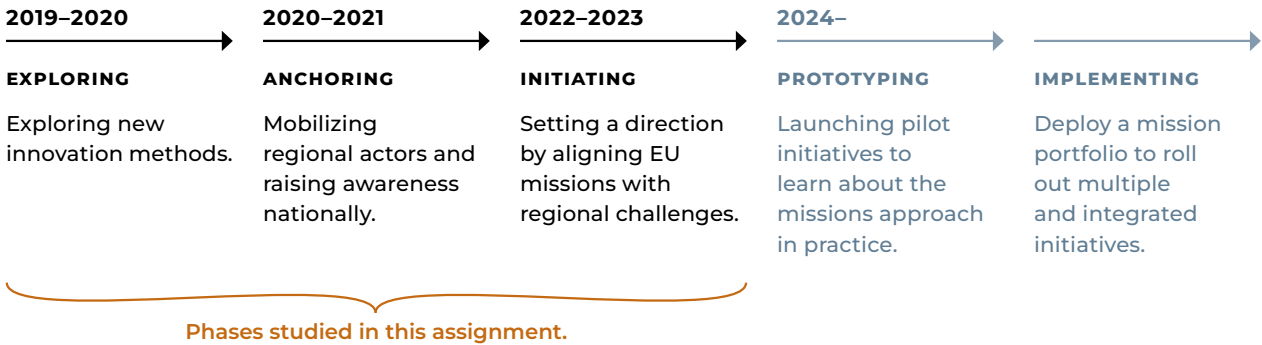 2019–2020
EXPLORING
Exploring new
innovation methods.
2020–2021
ANCHORING
Mobilizing
regional actors and
raising awareness
nationally.
2022–2023
INITIATING
Setting a direction
by aligning EU
missions with
regional challenges.
2024–
PROTOTYPING
Launching pilot
initiatives to
learn about the
missions approach
in practice.
IMPLEMENTING
Deploy a mission
portfolio to roll
out multiple
and integrated
initiatives.
Phases studied in this assignment.